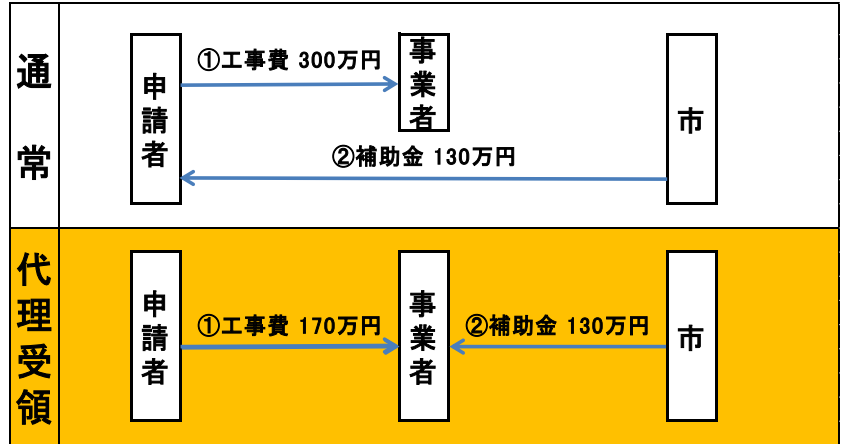 通常
申請者
①工事費 300万円
事業者
②補助金 130万円
市
代理受領
申請者
①工事費 170万円
事業者
②補助金 130万円
市